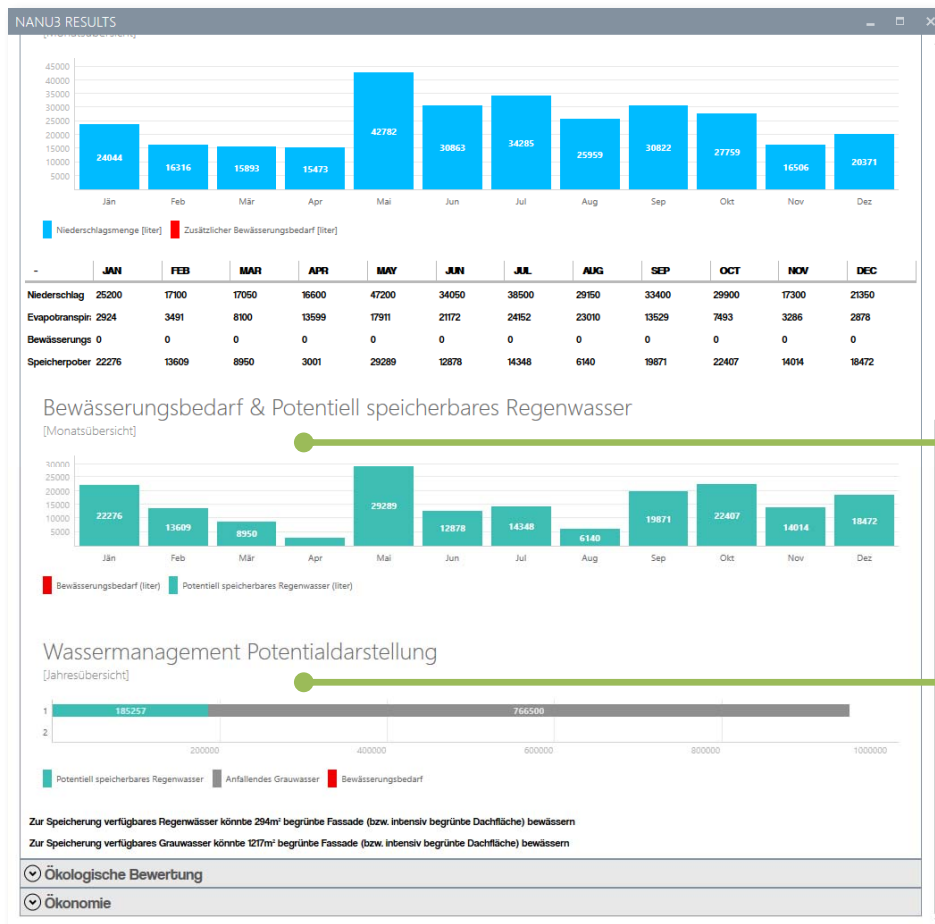 NANU3 RESULTS
[Monatsübersicht]
45000
40000
35000
30000
25000
20000
15000
10000
5000
24044 16316 15893 15473 42782 30863 34285 25959 30822 27759 16506 20371
Jän Feb Mär Apr Mai Jun Jul Aug Sep Okt Nov Dez
Niederschlagsmenge [liter] Zusätzlicher Bewässerungsbedarf [liter]
- JAN FEB MAR APR MAY JUN JUL AUG SEP OCT NOV DEC
Niederschlag 25200 17100 17050 16600 47200 34050 38500 29150 33400 29900 17300 21350
Evapotranspir: 2924 3491 8100 13599 17911 21172 24152 23010 13529 7493 3286 2878
Bewässerungs 0 0 0 0 0 0 0 0 0 0 0 0
Speicherpoter 22276 13609 8950 3001 29289 12878 14348 6140 19871 22407 14014 18472
Bewässerungsbedarf & Potentiell speicherbares Regenwasser
[Monatsübersicht]
30000
25000
20000
15000
10000
5000
22276 13609 8950 29289 12878 14348 6140 19871 22407 14014 18472
Jän Feb Mär Apr Mai Jun Jul Aug Sep Okt Nov Dez
Bewässerungsbedarf (liter) Potentiell speicherbares Regenwasser (liter)
Wassermanagement Potentialdarstellung
[Jahresübersicht]
1 185257 766500
2
200000 400000 600000 800000 1000000
Potentiell speicherbares Regenwasser Anfallendes Grauwasser Bewässerungsbedarf
Zur Speicherung verfügbares Regenwässer könnte 294m² begrünte Fassade (bzw. intensiv begrünte Dachfläche) bewässern
Zur Speicherung verfügbares Grauwasser könnte 1217m² begrünte Fassade (bzw. intensiv begrünte Dachfläche) bewässern
Ökologische Bewertung
Ökonomie